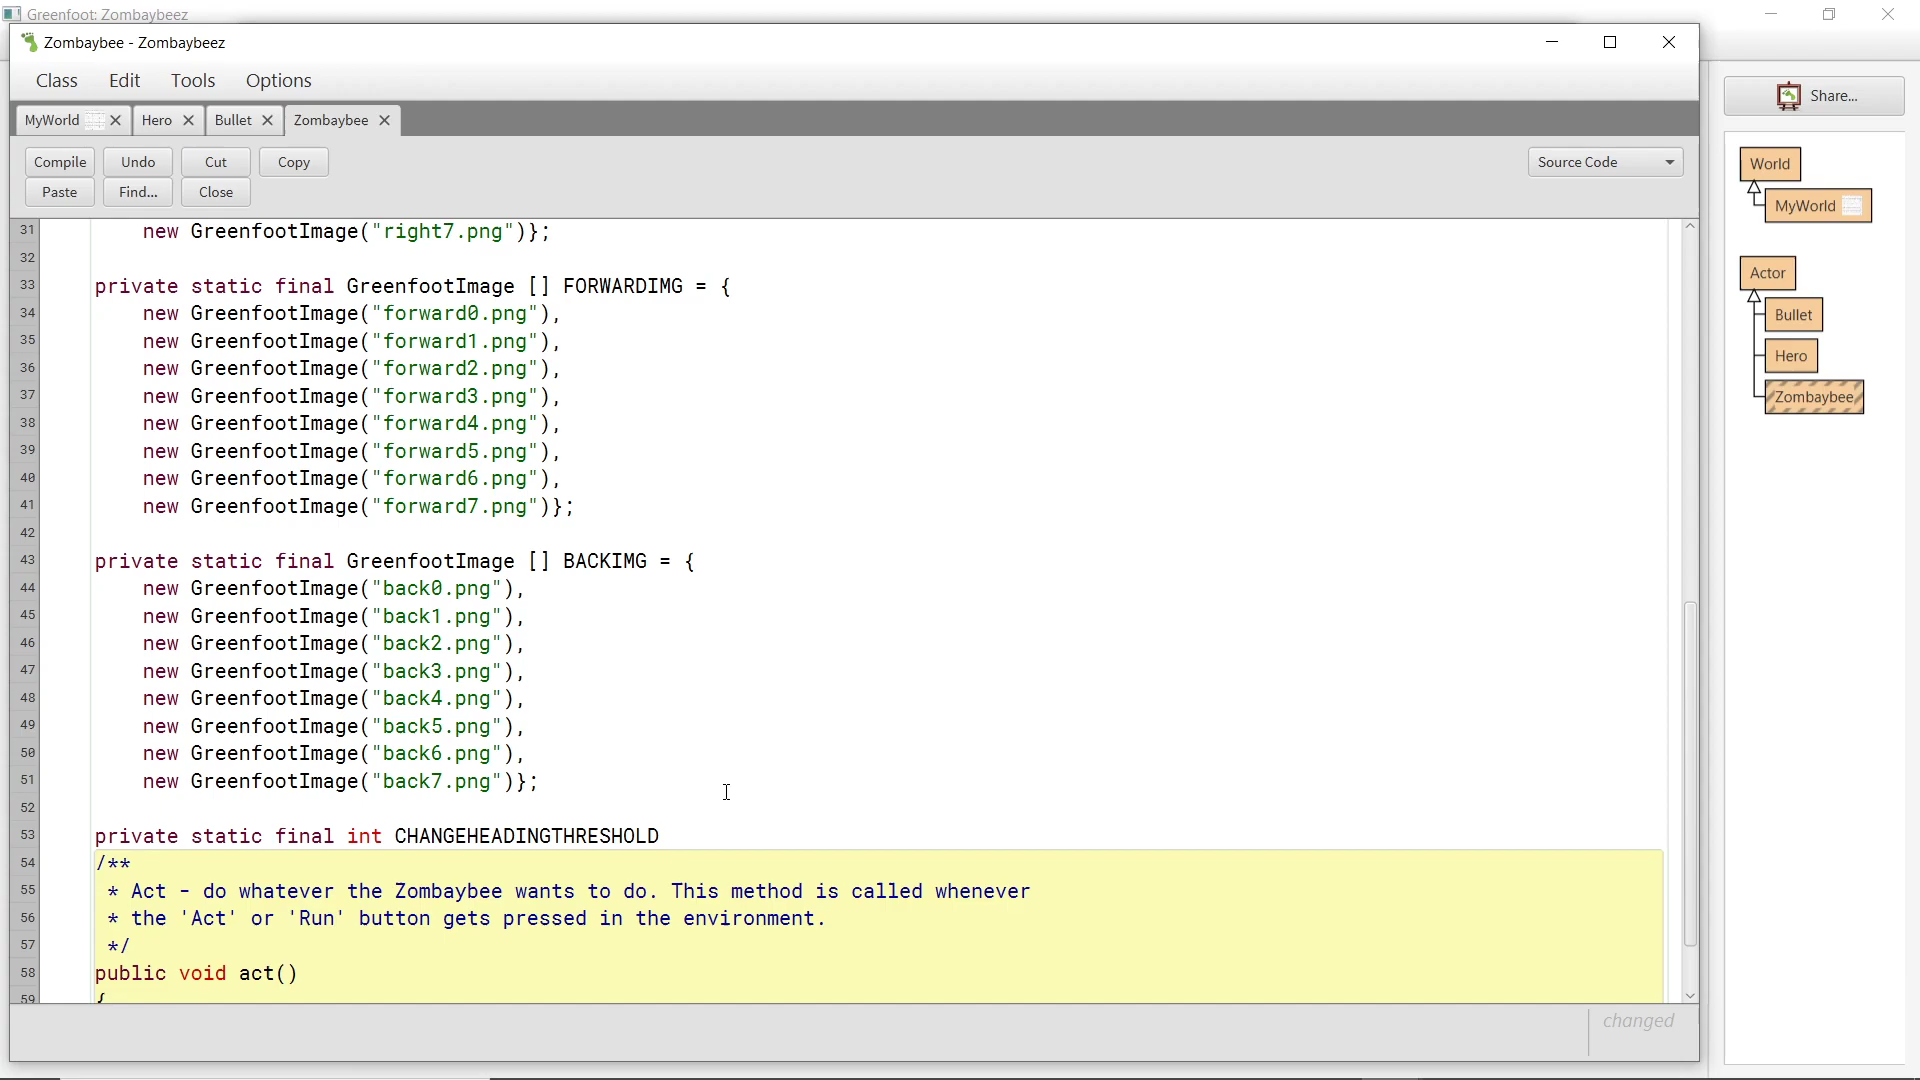 Greenfoot: Zombaybeez
Zombaybee - Zombaybeez
Class Edit Tools Options
MyWorld Hero Bullet Zombaybee
Compile Undo Cut Copy
Paste Find... Close
Source Code
31 new GreenfootImage("right7.png")};
32
33 private static final GreenfootImage [] FORWARDIMG = {
34 new GreenfootImage("forward0.png"),
35 new GreenfootImage("forward1.png"),
36 new GreenfootImage("forward2.png"),
37 new GreenfootImage("forward3.png"),
38 new GreenfootImage("forward4.png"),
39 new GreenfootImage("forward5.png"),
40 new GreenfootImage("forward6.png"),
41 new GreenfootImage("forward7.png")};
42
43 private static final GreenfootImage [] BACKIMG = {
44 new GreenfootImage("back0.png"),
45 new GreenfootImage("back1.png"),
46 new GreenfootImage("back2.png"),
47 new GreenfootImage("back3.png"),
48 new GreenfootImage("back4.png"),
49 new GreenfootImage("back5.png"),
50 new GreenfootImage("back6.png"),
51 new GreenfootImage("back7.png")};
52
53 private static final int CHANGEHEADINGTHRESHOLD
54 /**
55 * Act - do whatever the Zombaybee wants to do. This method is called whenever
56 * the 'Act' or 'Run' button gets pressed in the environment.
57 */
58 public void act()
59 {
changed
Share...
World
MyWorld
Actor
Bullet
Hero
Zombaybee